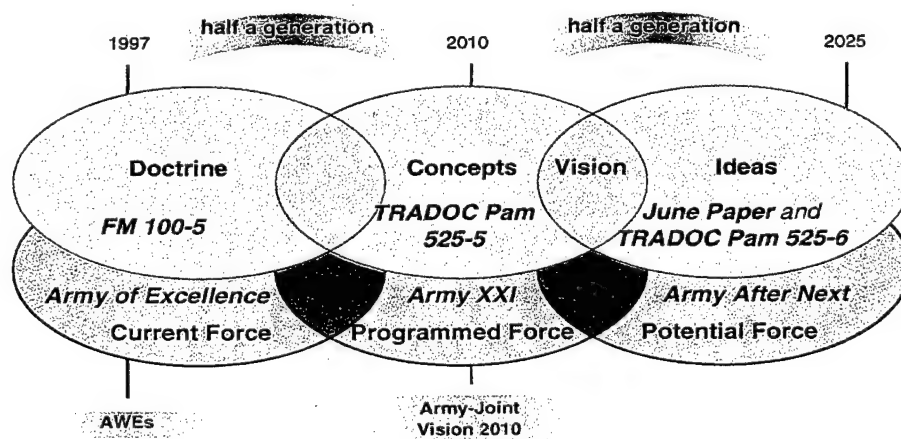 half a generation
half a generation
1997
2010
2025
Doctrine
Concepts
Vision
Ideas
FM 100-5
TRADOC Pam
525-5
June Paper and
TRADOC Pam 525-6
Army of Excellence
Army XXI
Army After Next
Current Force
Programmed Force
Potential Force
AWEs
Army-Joint
Vision 2010